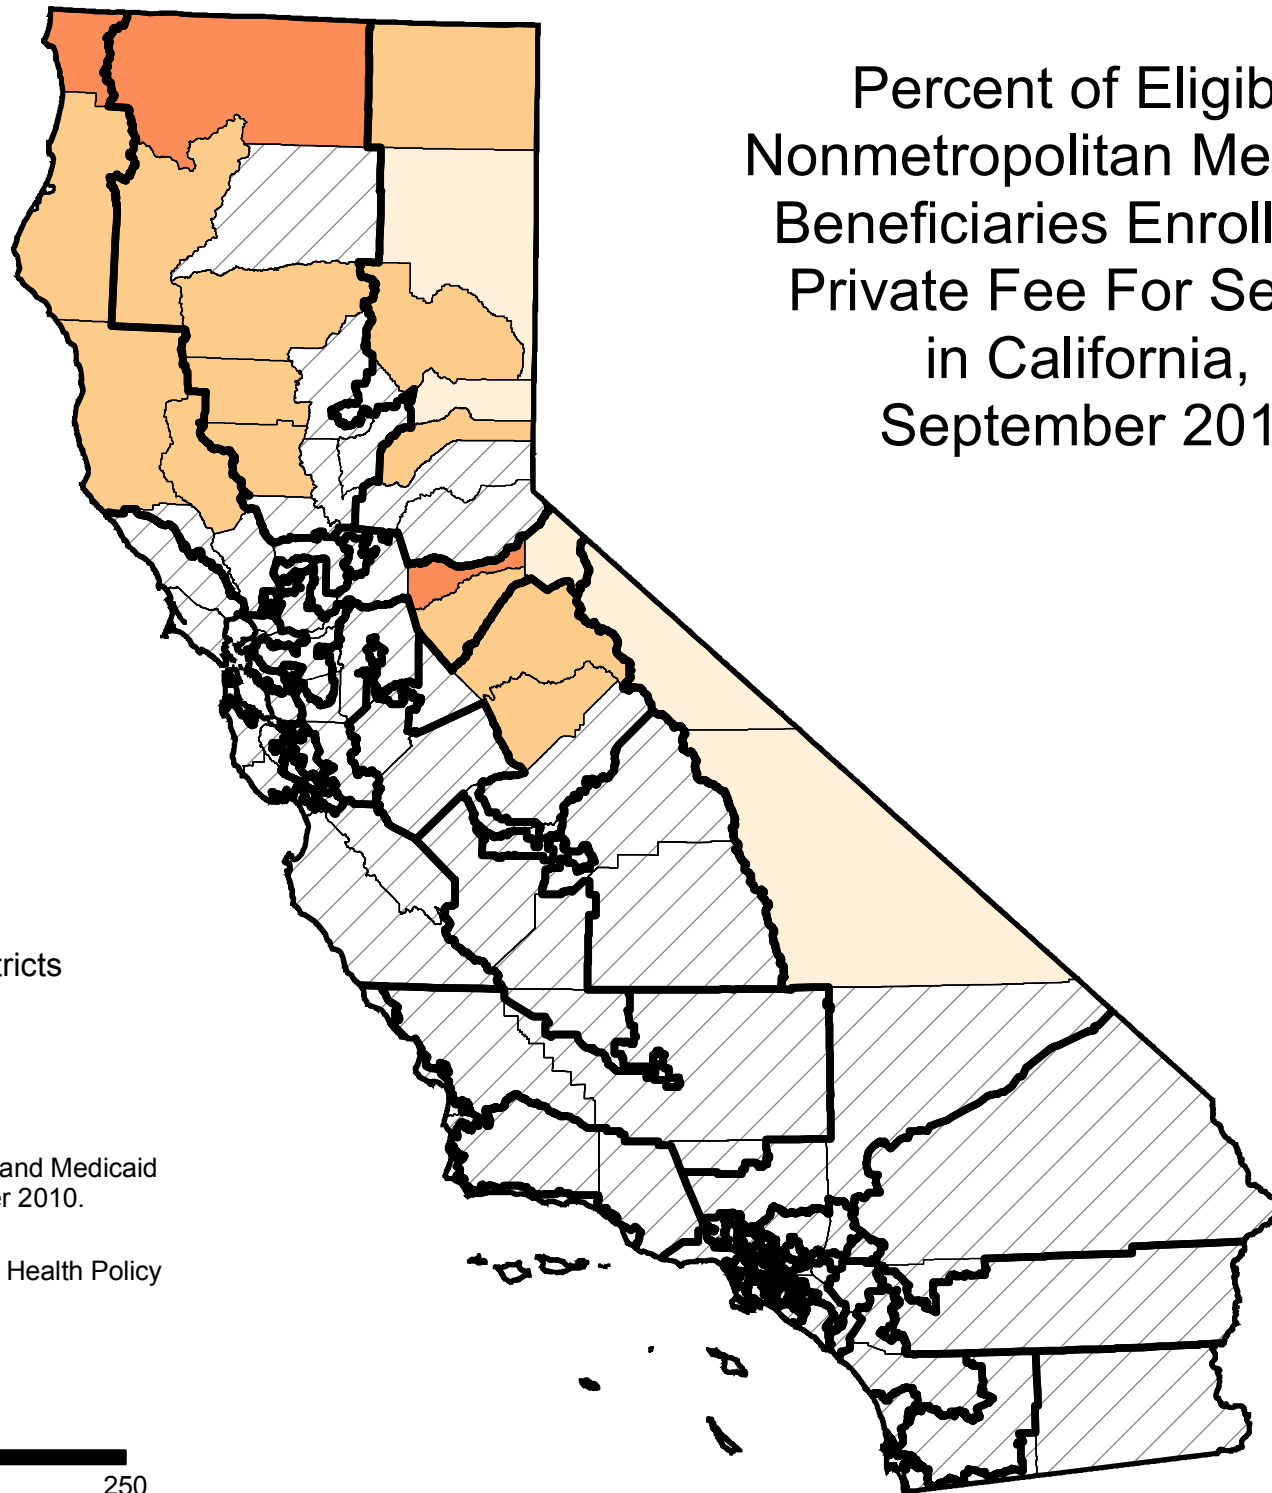 Percent of Eligib
Nonmetropolitan Me
Beneficiaries Enroll
Private Fee For Se
in California,
September 201
tricts
and Medicaid
er 2010.
Health Policy
250